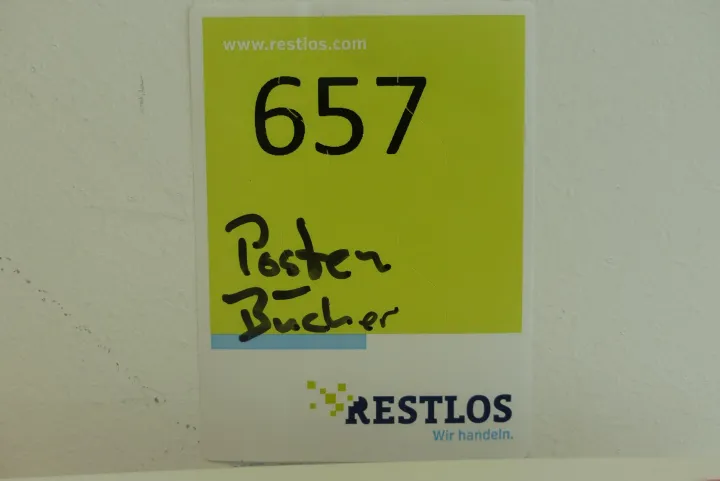 www.restlos.com
657
Posten
Bücher
RESTLOS
Wir handeln.